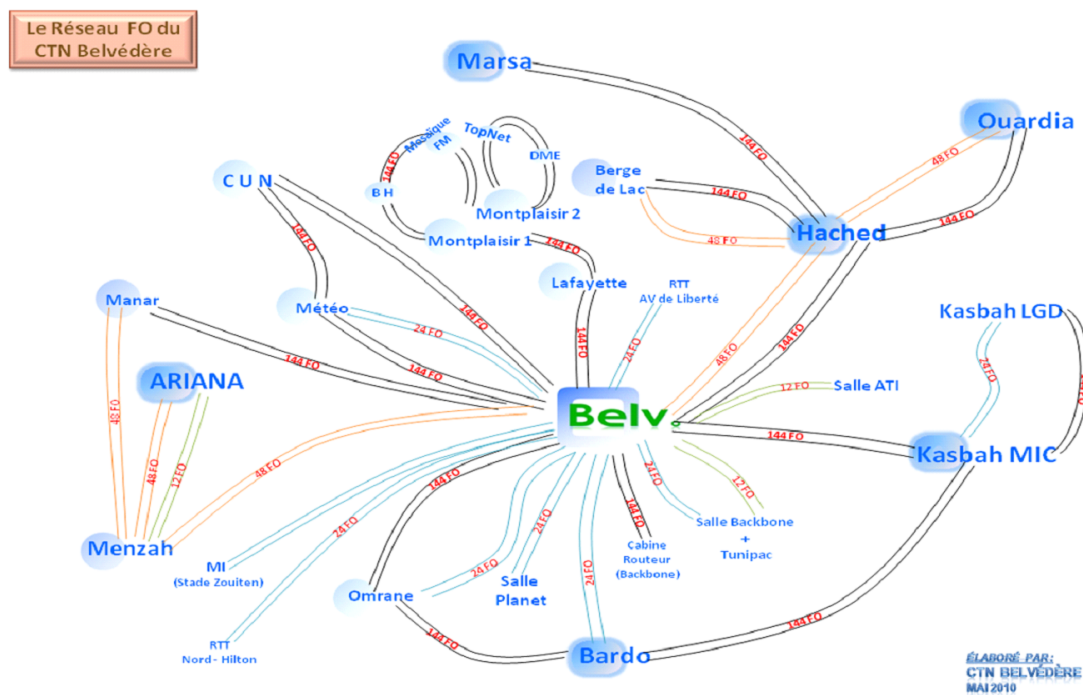 Le Réseau FO du
CTN Belvédère
Marsa
Ouardia
144 FO
48 FO
Mosaïque
FM
TopNet
DME
144 FO
BH
C U N
Berge
de Lac
144 FO
48 FO
144 FO
Hached
Montplaisir 2
Montplaisir 1
144 FO
144 FO
Lafayette
RTT
AV de Liberté
Manar
Météo
24 FO
144 FO
144 FO
24 FO
48 FO
144 FO
Kasbah LGD
24 FO
144 FO
144 FO
ARIANA
48 FO
48 FO
12 FO
48 FO
Belv.
12 FO
Salle ATI
144 FO
Kasbah MIC
144 FO
24 FO
144 FO
24 FO
12 FO
Menzah
24 FO
MI
(Stade Zouiten)
24 FO
24 FO
Salle Backbone
+
Tunipac
Cabine
Routeur
(Backbone)
Salle
Planet
Omrane
144 FO
144 FO
RTT
Nord- Hilton
Bardo
ÉLABORÉ PAR:
CTN BELVÉDÈRE
MAI 2010